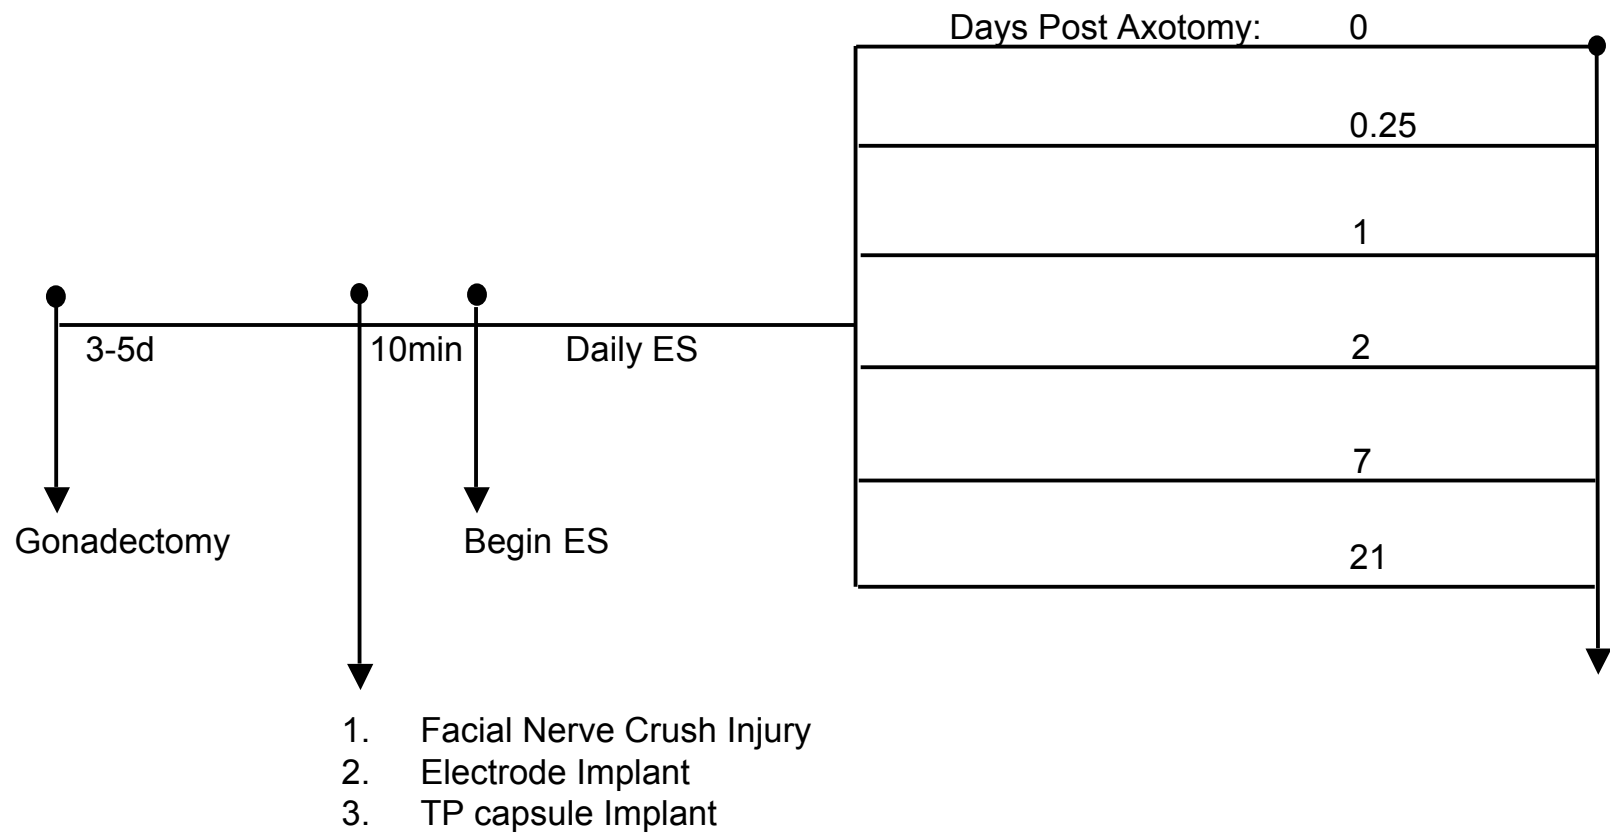 Days Post Axotomy: 0
0.25
1
2
7
21
3-5d 10min Daily ES
Gonadectomy Begin ES
1. Facial Nerve Crush Injury
2. Electrode Implant
3. TP capsule Implant